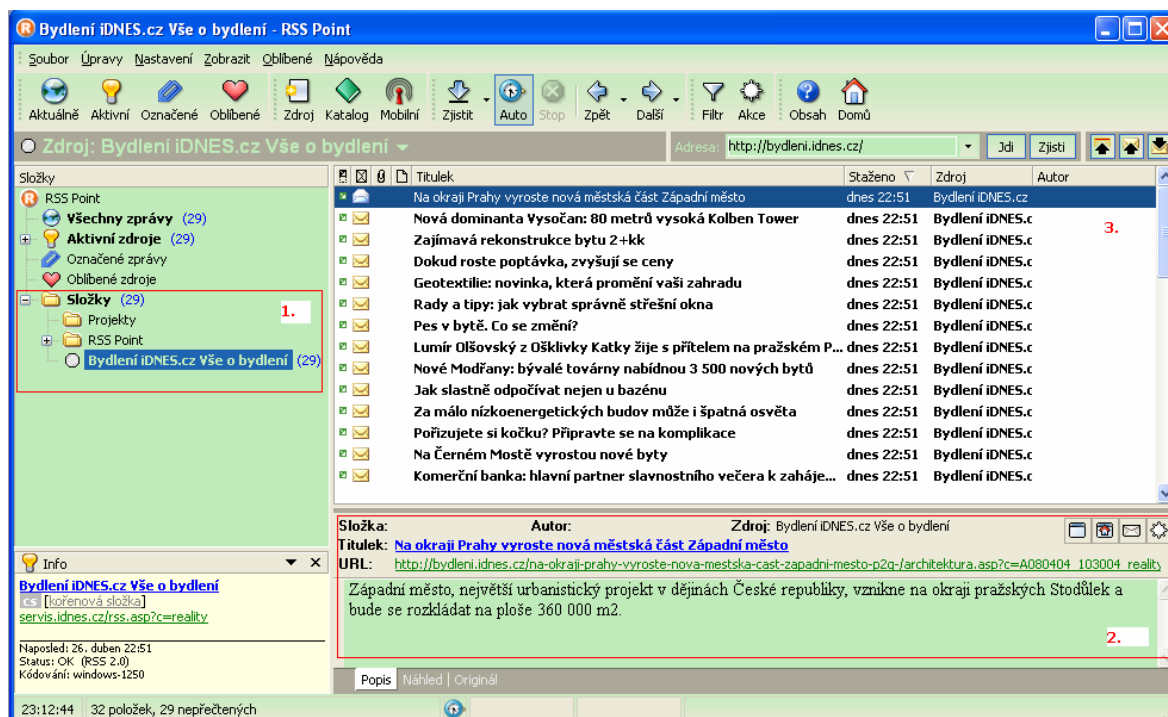 Bydlení iDNES.cz Vše o bydlení - RSS Point
Soubor Úpravy Nastavení Zobrazit Oblíbené Nápověda
Aktuálně Aktivní Označené Oblíbené Zdroj Katalog Mobilní Zjistit Auto Stop Zpět Další Filtr Akce Obsah Domů
Zdroj: Bydlení iDNES.cz Vše o bydlení Adresa: http://bydleni.idnes.cz/ Jdi Zjisti
Složky
RSS Point
Všechny zprávy (29)
Aktivní zdroje (29)
Označené zprávy
Oblíbené zdroje
Složky (29)
1.
Projekty
RSS Point
Bydlení iDNES.cz Vše o bydlení (29)
Titulek Staženo Zdroj Autor
Na okraji Prahy vyroste nová městská část Západní město dnes 22:51 Bydlení iDNES.cz
Nová dominanta Vysočan: 80 metrů vysoká Kolben Tower dnes 22:51 Bydlení iDNES.c
3.
Zajímavá rekonstrukce bytu 2+kk dnes 22:51 Bydlení iDNES.c
Dokud roste poptávka, zvyšují se ceny dnes 22:51 Bydlení iDNES.c
Geotextilie: novinka, která promění vaši zahradu dnes 22:51 Bydlení iDNES.c
Rady a tipy: jak vybrat správně střešní okna dnes 22:51 Bydlení iDNES.c
Pes v bytě. Co se změní? dnes 22:51 Bydlení iDNES.c
Lumír Olšovský z Ošklivky Katky žije s přítelem na pražském P... dnes 22:51 Bydlení iDNES.c
Nové Modřany: bývalé továrny nabídnou 3 500 nových bytů dnes 22:51 Bydlení iDNES.c
Jak slastně odpočívat nejen u bazénu dnes 22:51 Bydlení iDNES.c
Za málo nízkoenergetických budov může i špatná osvěta dnes 22:51 Bydlení iDNES.c
Pořizujete si kočku? Připravte se na komplikace dnes 22:51 Bydlení iDNES.c
Na Černém Mostě vyrostou nové byty dnes 22:51 Bydlení iDNES.c
Komerční banka: hlavní partner slavnostního večera k zaháje... dnes 22:51 Bydlení iDNES.c
Složka: Autor: Zdroj: Bydlení iDNES.cz Vše o bydlení
Titulek: Na okraji Prahy vyroste nová městská část Západní město
URL: http://bydleni.idnes.cz/na-okraji-prahy-vyroste-nova-mestska-cast-zapadni-mesto-p2q-/architektura.asp?c=A080404_103004_reality
Západní město, největší urbanistický projekt v dějinách České republiky, vznikne na okraji pražských Stodůlek a
bude se rozkládat na ploše 360 000 m2.
2.
Popis Náhled | Originál
Info
Bydlení iDNES.cz Vše o bydlení
cs [kořenová složka]
servis.idnes.cz/rss.asp?c=reality
Naposled: 26. duben 22:51
Status: OK (RSS 2.0)
Kódování: windows-1250
23:12:44 32 položek, 29 nepřečtených